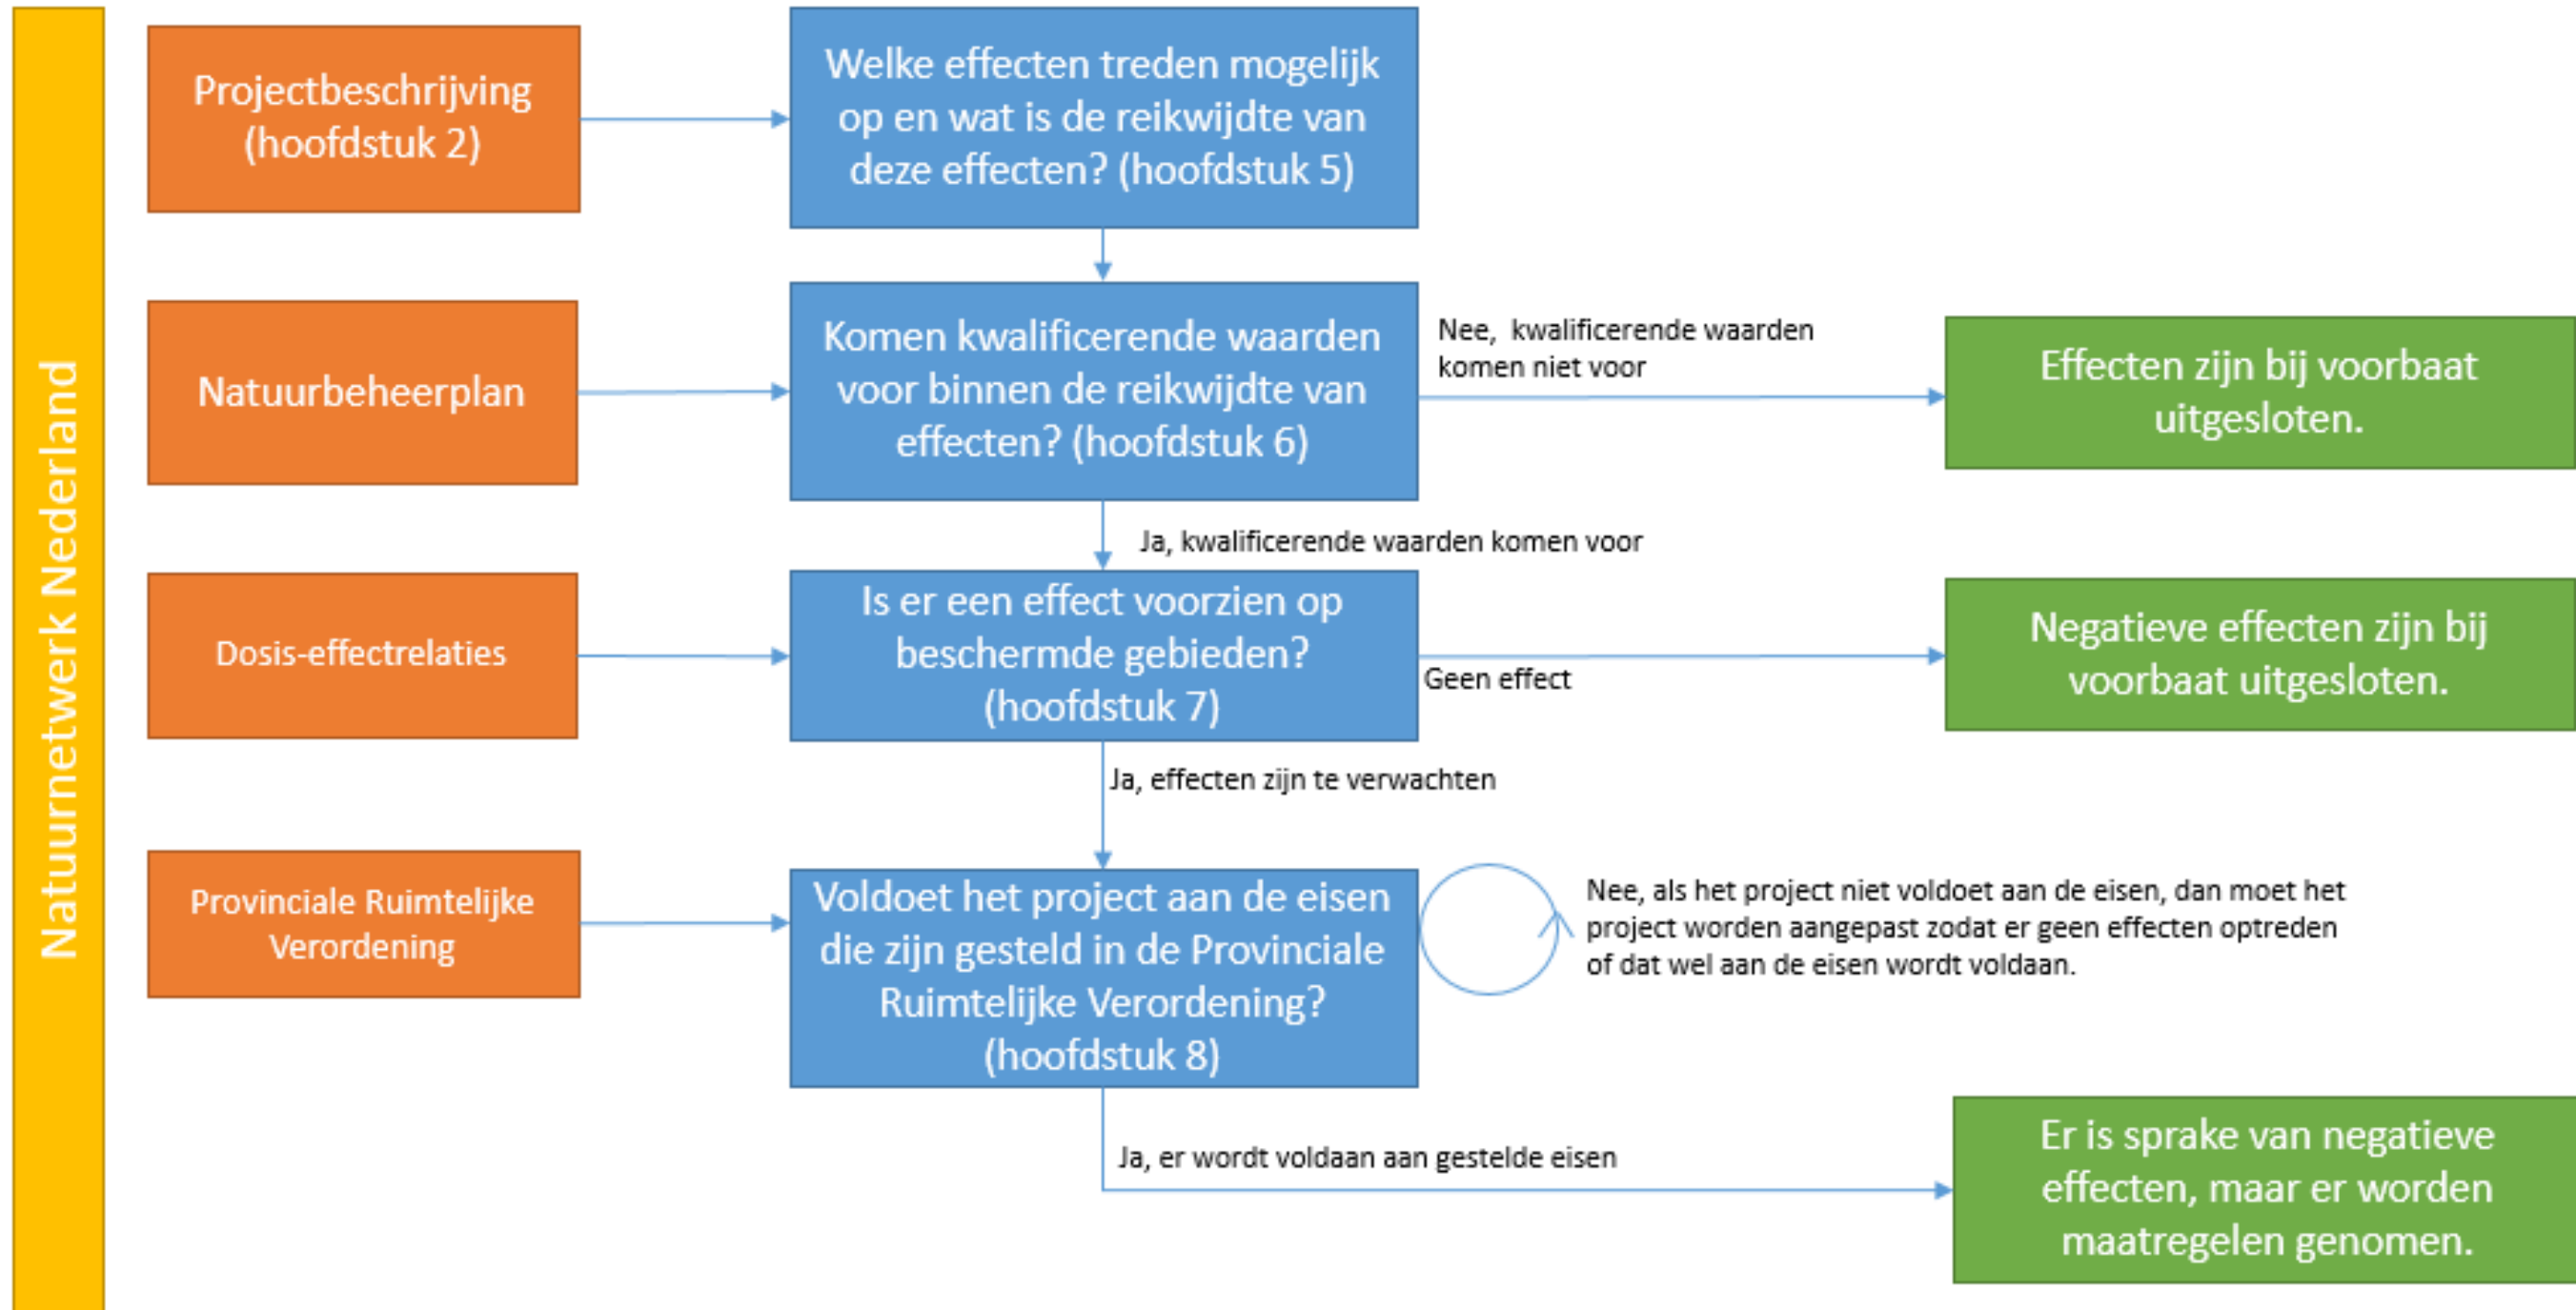 Natuurnetwerk Nederland
Projectbeschrijving
(hoofdstuk 2)
Welke effecten treden mogelijk
op en wat is de reikwijdte van
deze effecten? (hoofdstuk 5)
Natuurbeheerplan
Komen kwalificerende waarden
voor binnen de reikwijdte van
effecten? (hoofdstuk 6)
Nee, kwalificerende waarden
komen niet voor
Effecten zijn bij voorbaat
uitgesloten.
Ja, kwalificerende waarden komen voor
Dosis-effectrelaties
Is er een effect voorzien op
beschermde gebieden?
(hoofdstuk 7)
Geen effect
Negatieve effecten zijn bij
voorbaat uitgesloten.
Ja, effecten zijn te verwachten
Provinciale Ruimtelijke
Verordening
Voldoet het project aan de eisen
die zijn gesteld in de Provinciale
Ruimtelijke Verordening?
(hoofdstuk 8)
Nee, als het project niet voldoet aan de eisen, dan moet het
project worden aangepast zodat er geen effecten optreden
of dat wel aan de eisen wordt voldaan.
Ja, er wordt voldaan aan gestelde eisen
Er is sprake van negatieve
effecten, maar er worden
maatregelen genomen.